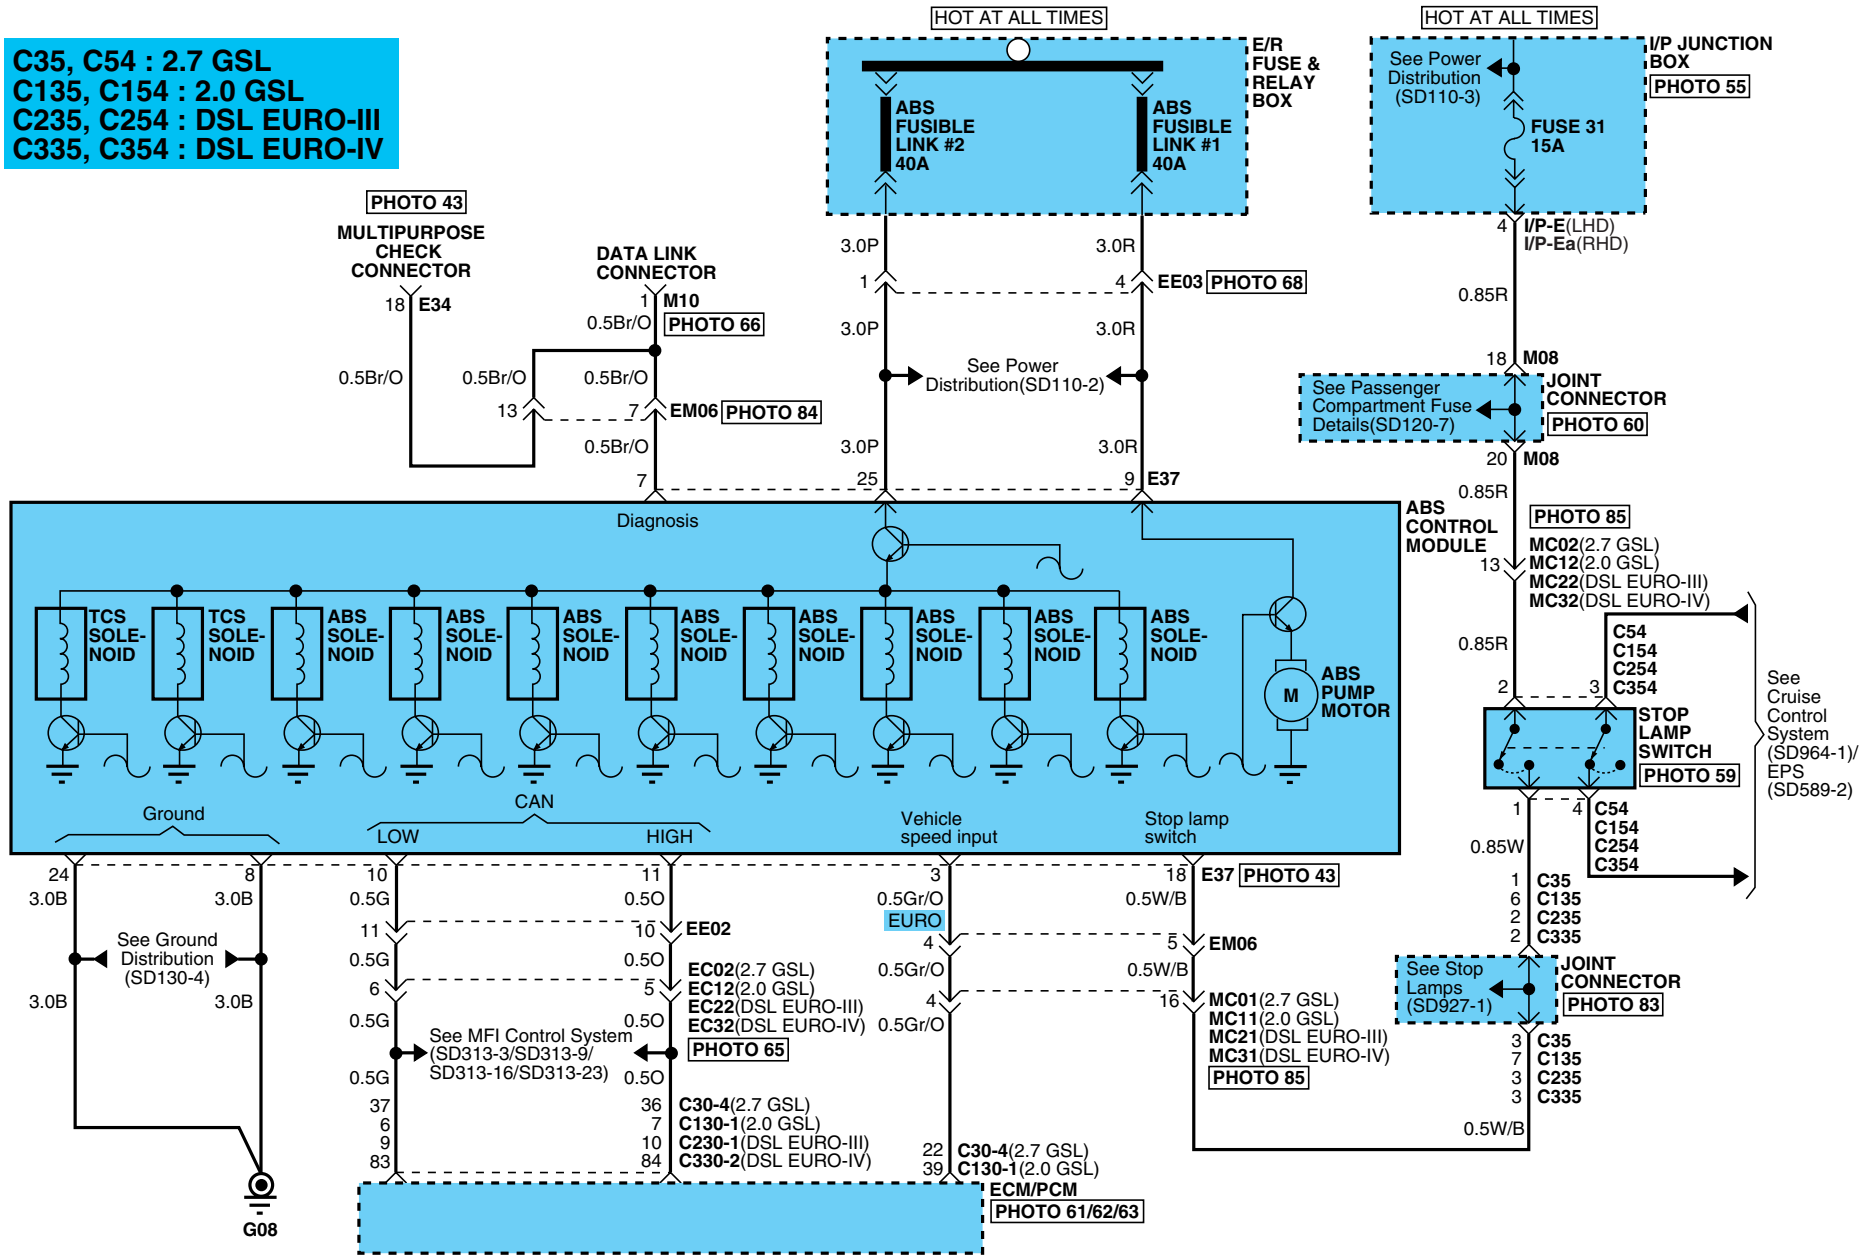 HOT AT ALL TIMES
HOT AT ALL TIMES
C35, C54 : 2.7 GSL
C135, C154 : 2.0 GSL
C235, C254 : DSL EURO-III
C335, C354 : DSL EURO-IV
E/R
FUSE &
RELAY
BOX
ABS
FUSIBLE
LINK #2
40A
ABS
FUSIBLE
LINK #1
40A
See Power
Distribution
(SD110-3)
FUSE 31
15A
I/P JUNCTION
BOX
PHOTO 55
4
I/P-E(LHD)
I/P-Ea(RHD)
PHOTO 43
MULTIPURPOSE
CHECK
CONNECTOR
18
E34
DATA LINK
CONNECTOR
1
M10
0.5Br/O
PHOTO 66
3.0P
3.0R
1
4
EE03
PHOTO 68
0.85R
3.0P
3.0R
0.5Br/O
0.5Br/O
0.5Br/O
See Power
Distribution(SD110-2)
13
7
EM06
PHOTO 84
0.5Br/O
3.0P
3.0R
7
25
9
E37
18
M08
See Passenger
Compartment Fuse
Details(SD120-7)
JOINT
CONNECTOR
PHOTO 60
20
M08
0.85R
PHOTO 85
13
MC02(2.7 GSL)
MC12(2.0 GSL)
MC22(DSL EURO-III)
MC32(DSL EURO-IV)
0.85R
ABS
CONTROL
MODULE
Diagnosis
TCS
SOLE-
NOID
TCS
SOLE-
NOID
ABS
SOLE-
NOID
ABS
SOLE-
NOID
ABS
SOLE-
NOID
ABS
SOLE-
NOID
ABS
SOLE-
NOID
ABS
SOLE-
NOID
ABS
SOLE-
NOID
ABS
SOLE-
NOID
M
ABS
PUMP
MOTOR
2
3
C54
C154
C254
C354
STOP
LAMP
SWITCH
PHOTO 59
See
Cruise
Control
System
(SD964-1)/
EPS
(SD589-2)
1
4
C54
C154
C254
C354
0.85W
Ground
CAN
LOW
HIGH
Vehicle
speed input
Stop lamp
switch
24
8
10
11
3
18
E37
PHOTO 43
3.0B
3.0B
0.5G
0.5O
0.5Gr/O
0.5W/B
EURO
1 C35
6 C135
2 C235
2 C335
11
10
EE02
4
5
EM06
See Ground
Distribution
(SD130-4)
0.5G
0.5O
0.5Gr/O
0.5W/B
See Stop
Lamps
(SD927-1)
JOINT
CONNECTOR
PHOTO 83
6
5
EC02(2.7 GSL)
EC12(2.0 GSL)
EC22(DSL EURO-III)
EC32(DSL EURO-IV)
PHOTO 65
4
16
MC01(2.7 GSL)
MC11(2.0 GSL)
MC21(DSL EURO-III)
MC31(DSL EURO-IV)
PHOTO 85
3.0B
3.0B
0.5G
0.5O
0.5Gr/O
See MFI Control System
(SD313-3/SD313-9/
SD313-16/SD313-23)
0.5G
0.5O
3 C35
7 C135
3 C235
3 C335
0.5W/B
37
6
9
83
36 C30-4(2.7 GSL)
7 C130-1(2.0 GSL)
10 C230-1(DSL EURO-III)
84 C330-2(DSL EURO-IV)
22 C30-4(2.7 GSL)
39 C130-1(2.0 GSL)
ECM/PCM
PHOTO 61/62/63
G08